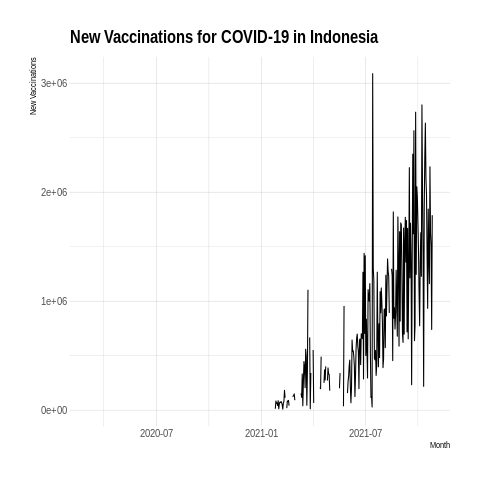 New Vaccinations for COVID-19 in Indonesia
New Vaccinations
3e+06
2e+06
1e+06
0e+00
2020-07 2021-01 2021-07
Month